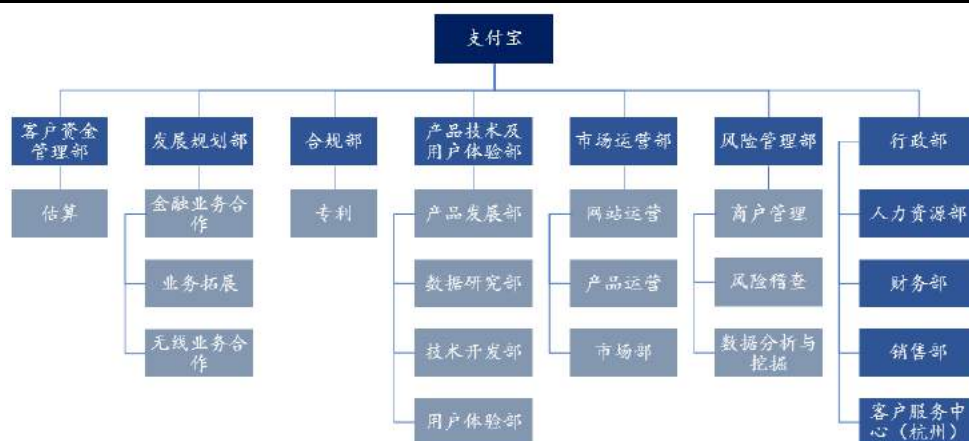 支付宝
客户资金
管理部
发展规划部
合规部
产品技术及
用户体验部
市场运营部
风险管理部
行政部
估算
金融业务合
作
专利
产品发展部
网站运营
商户管理
人力资源部
业务拓展
数据研究部
产品运营
风险稽查
财务部
无线业务合
作
技术开发部
市场部
数据分析与
挖掘
销售部
用户体验部
客户服务中
心（杭州）